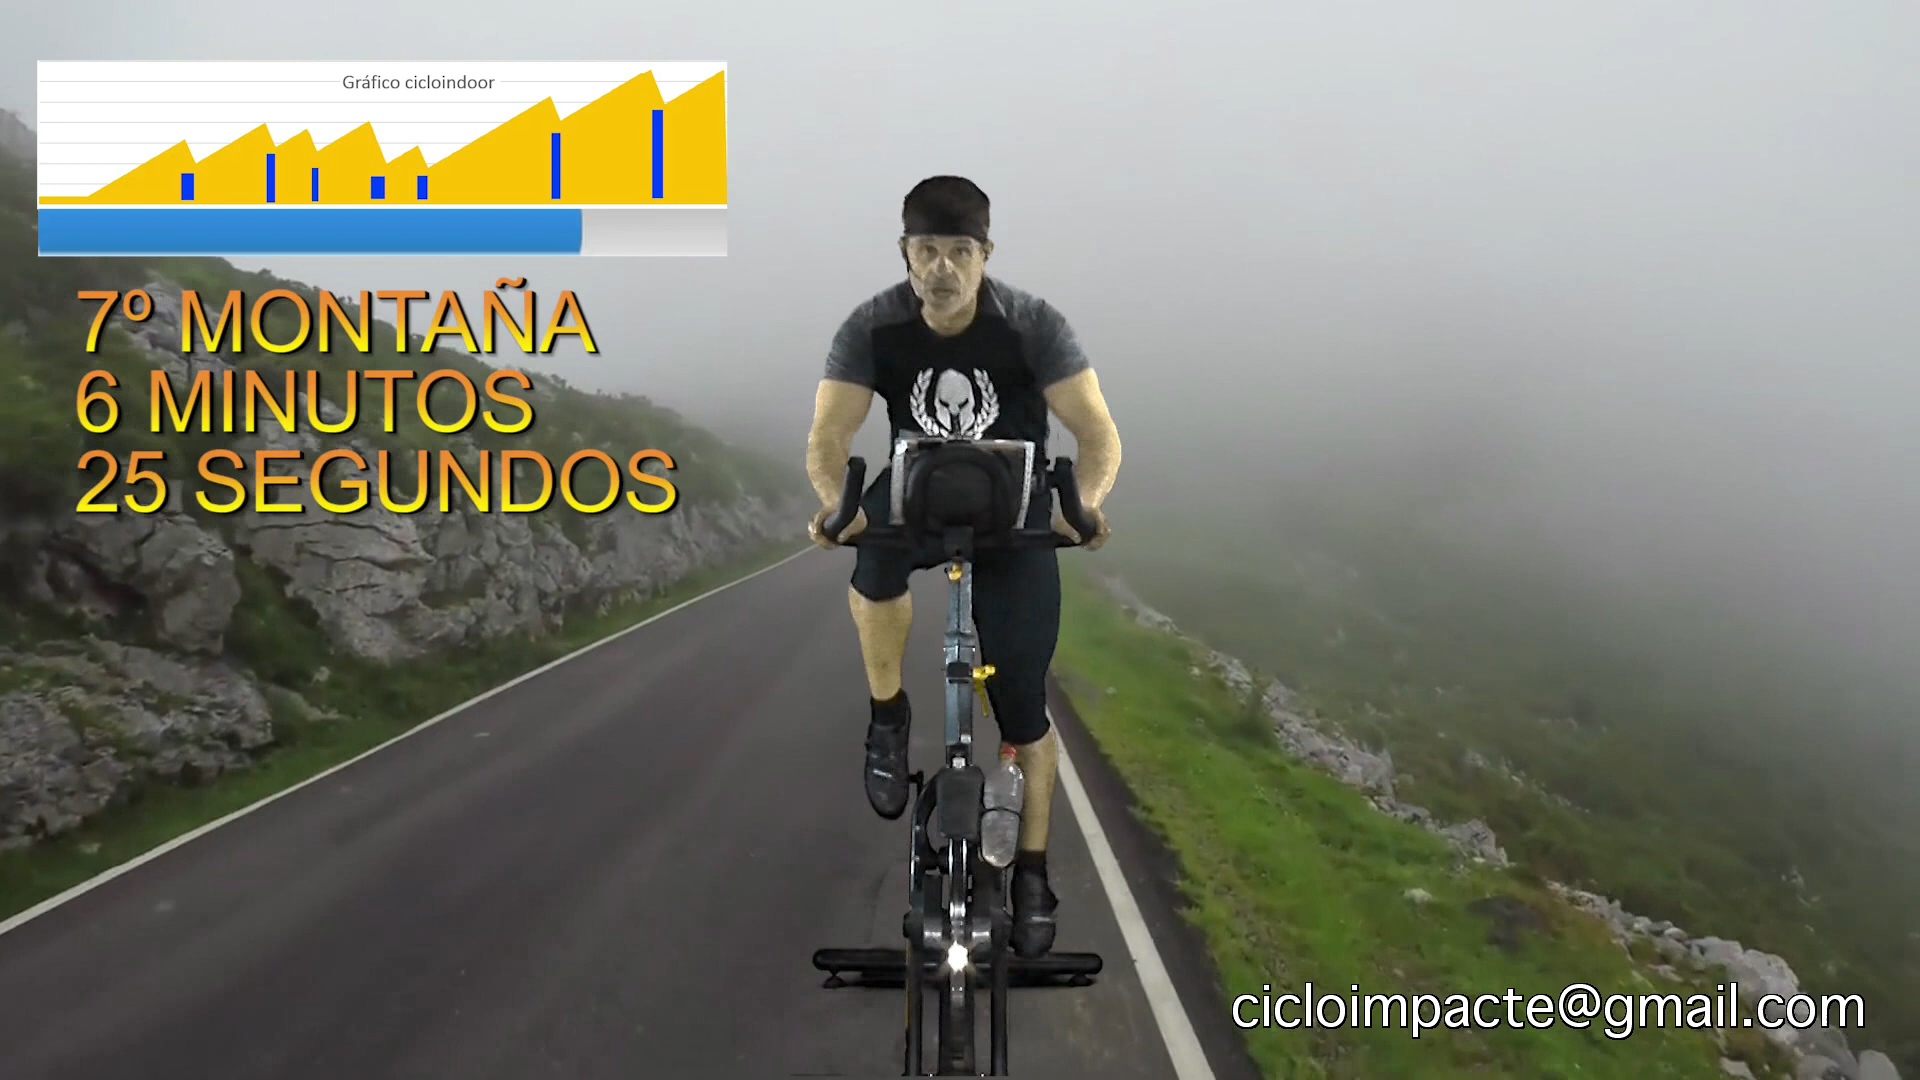 Gráfico cicloindoor
7º MONTAÑA
6 MINUTOS
25 SEGUNDOS
cicloimpacte@gmail.com